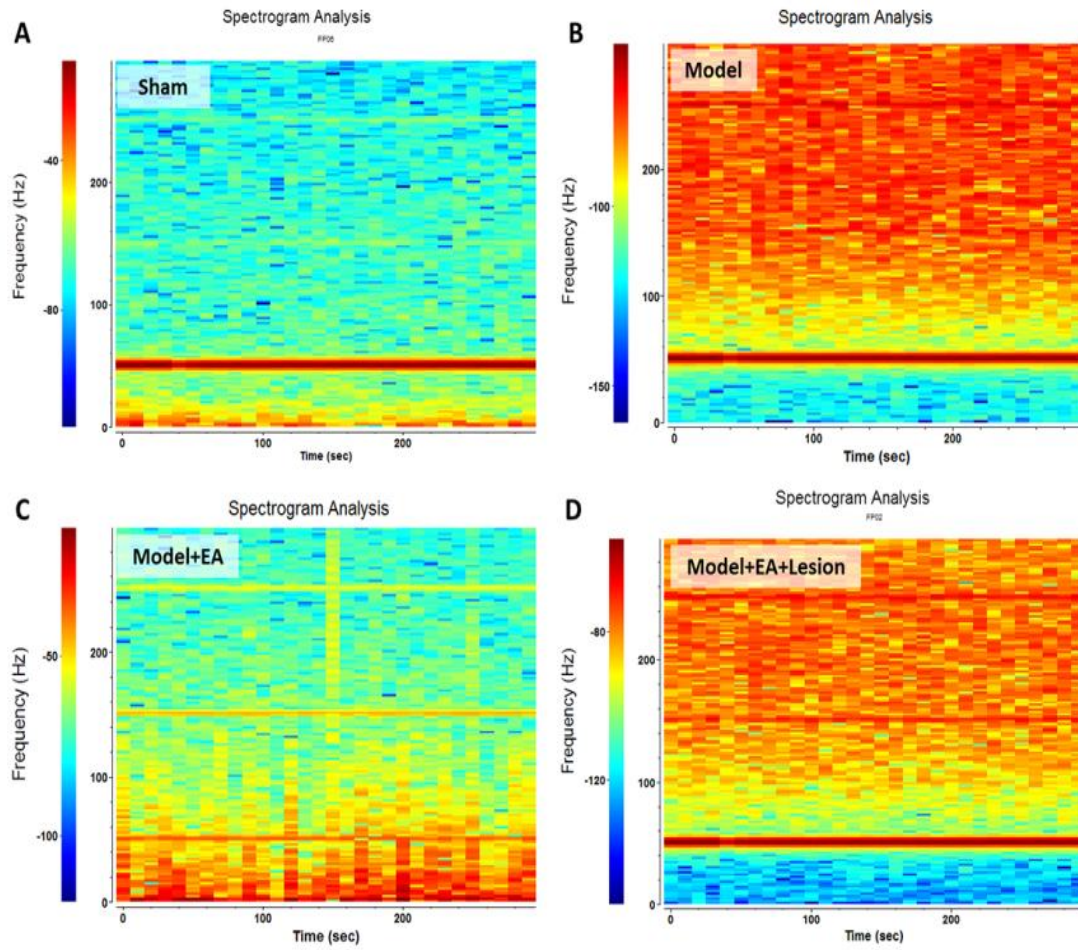 A
Spectrogram Analysis
FP06
Sham
Frequency (Hz)
-40
-80
200
100
0
0
100
200
Time (sec)
B
Spectrogram Analysis
Model
Frequency (Hz)
-100
-150
200
100
0
0
100
200
Time (sec)
C
Spectrogram Analysis
Model+EA
Frequency (Hz)
-50
-100
200
100
0
0
100
200
Time (sec)
D
Spectrogram Analysis
FP02
Model+EA+Lesion
Frequency (Hz)
-80
-120
200
100
0
0
100
200
Time (sec)